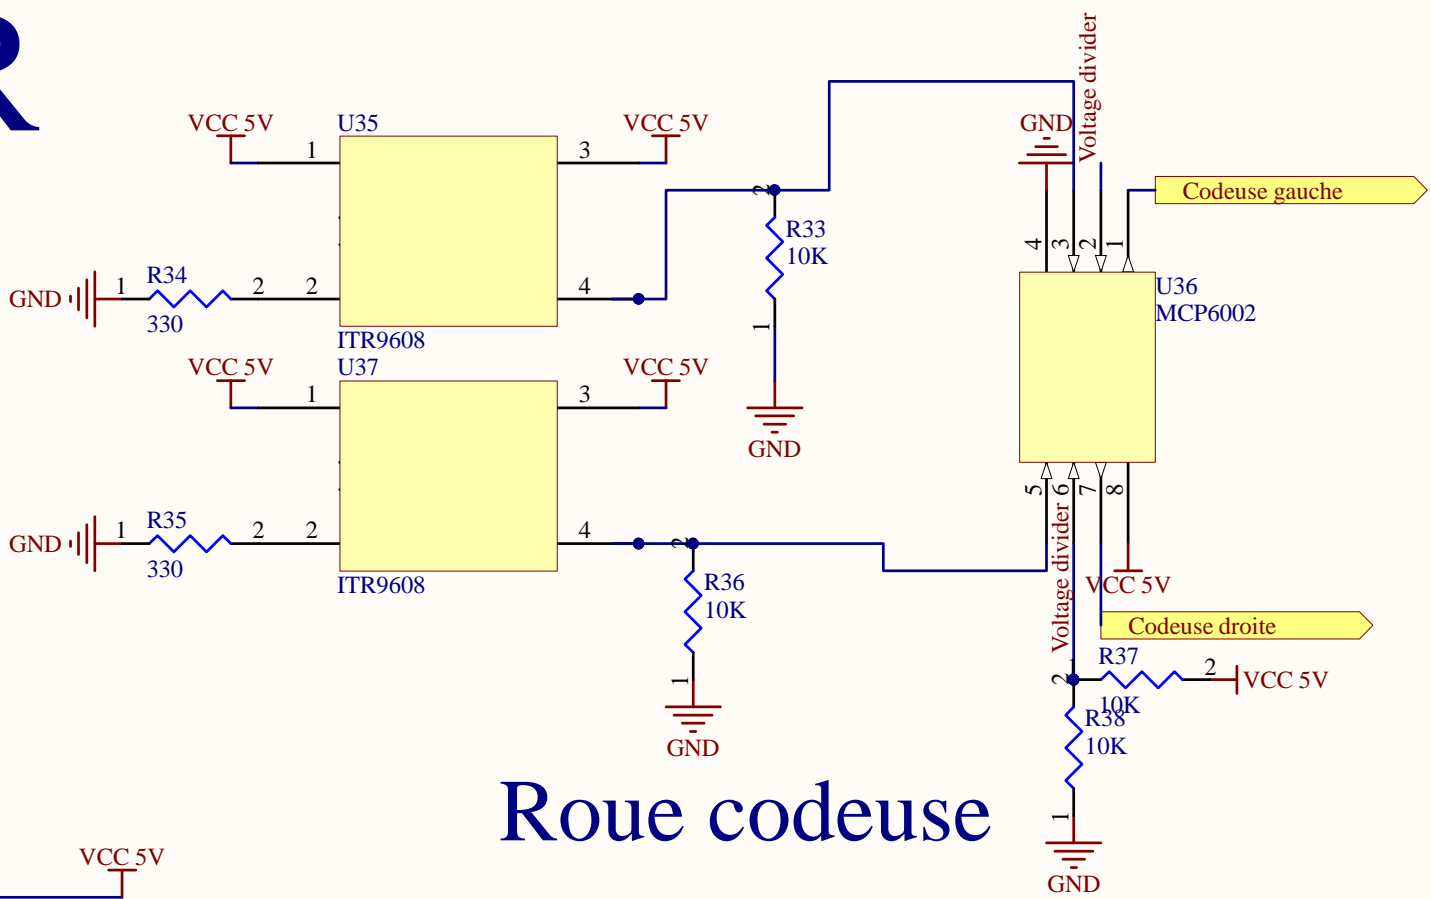 R
VCC 5V
U35
VCC 5V
1
3
GND
1
R34
330
2
2
4
ITR9608
2
R33
10K
1
GND
Voltage divider
GND
4
3
2
1
Codeuse gauche
U36
MCP6002
VCC 5V
U37
VCC 5V
1
3
GND
1
R35
330
2
2
4
ITR9608
2
R36
10K
1
GND
5
6
7
8
Voltage divider
VCC 5V
Codeuse droite
R37
10K
1
2
VCC 5V
2
R38
10K
1
GND
Roue codeuse
VCC 5V